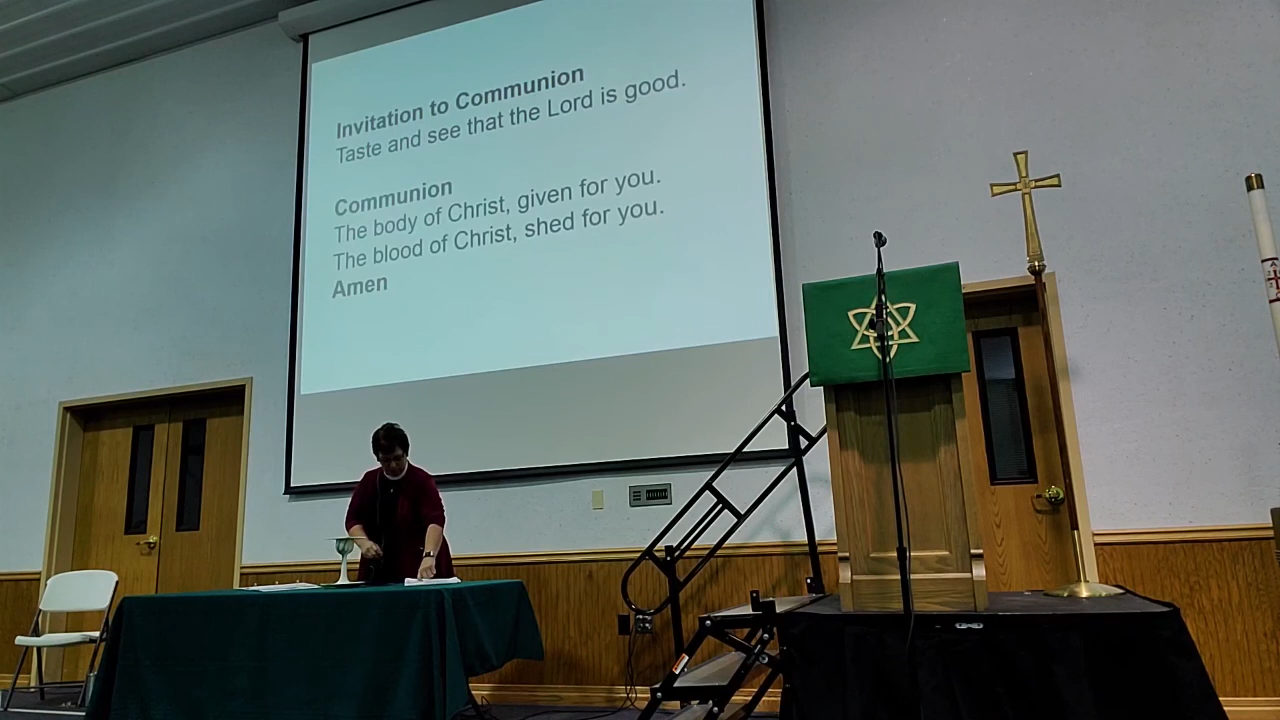 Invitation to Communion
Taste and see that the Lord is good.
Communion
The body of Christ, given for you.
The blood of Christ, shed for you.
Amen